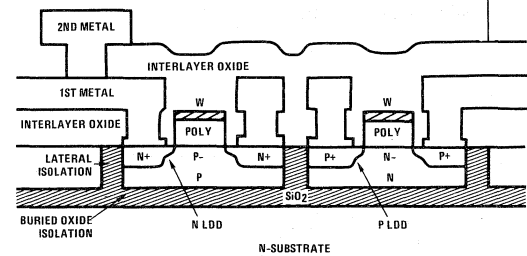 2ND METAL
INTERLAYER OXIDE
1ST METAL
W
W
INTERLAYER OXIDE
POLY
POLY
LATERAL
ISOLATION
N+
P−
N+
P+
N−
P+
P
N
SiO2
BURIED OXIDE
ISOLATION
N LDD
P LDD
N-SUBSTRATE